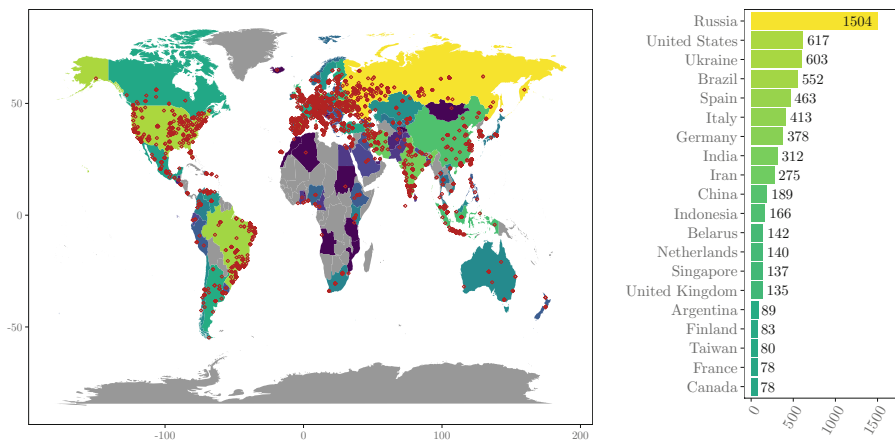 50
0
-50
-100
0
100
200
Russia 1504
United States 617
Ukraine 603
Brazil 552
Spain 463
Italy 413
Germany 378
India 312
Iran 275
China 189
Indonesia 166
Belarus 142
Netherlands 140
Singapore 137
United Kingdom 135
Argentina 89
Finland 83
Taiwan 80
France 78
Canada 78
0
500
1000
1500